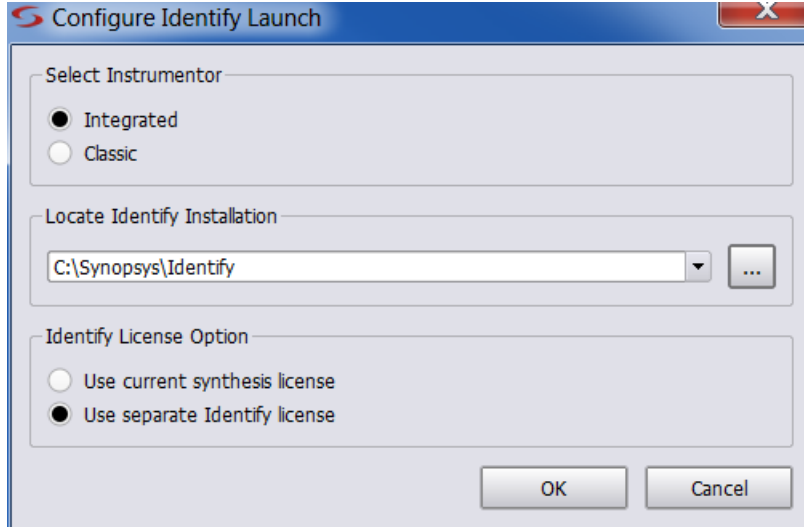 Configure Identify Launch
X
Select Instrumentor
Integrated
Classic
Locate Identify Installation
C:\Synopsys\Identify
...
Identify License Option
Use current synthesis license
Use separate Identify license
OK Cancel